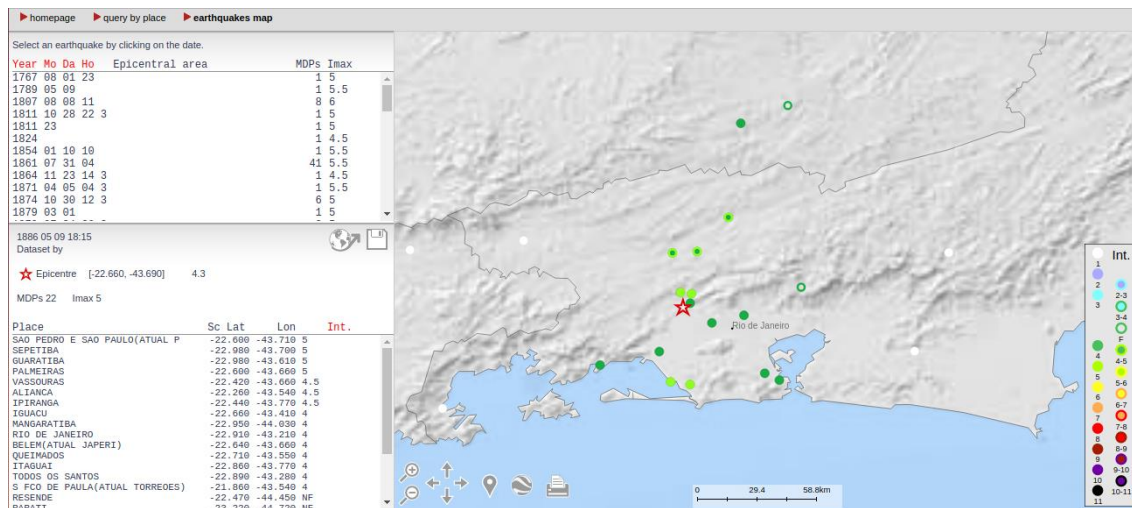 homepage query by place earthquakes map
Select an earthquake by clicking on the date.
Year Mo Da Ho Epicentral area MDPs Imax
1767 08 01 23 1 5
1789 05 09 1 5.5
1807 08 08 11 8 6
1811 10 28 22 3 1 5
1811 23 1 5
1824 1 4.5
1854 01 10 10 1 5.5
1861 07 31 04 41 5.5
1864 11 23 14 3 1 4.5
1871 04 05 04 3 1 5.5
1874 10 30 12 3 6 5
1879 03 01 1 5
1886 05 09 18:15
Dataset by
Epicentre [-22.660, -43.690] 4.3
MDPs 22 Imax 5
Place Sc Lat Lon Int.
SAO PEDRO E SAO PAULO(ATUAL P -22.600 -43.710 5
SEPETIBA -22.980 -43.700 5
GUARATIBA -22.980 -43.610 5
PALMEIRAS -22.600 -43.660 5
VASSOURAS -22.420 -43.660 4.5
ALIANCA -22.260 -43.540 4.5
IPIRANGA -22.440 -43.770 4.5
IGUACU -22.660 -43.410 4
MANGARATIBA -22.950 -44.030 4
RIO DE JANEIRO -22.910 -43.210 4
BELEM(ATUAL JAPERI) -22.640 -43.660 4
QUEIMADOS -22.710 -43.550 4
ITAGUAI -22.860 -43.770 4
TODOS OS SANTOS -22.890 -43.280 4
S FCO DE PAULA(ATUAL TORREOES) -21.860 -43.540 4
RESENDE -22.470 -44.450 NF
Rio de Janeiro
0 29.4 58.8km
Int.
1
2
2-3
3
3-4
F
4
4-5
5
5-6
6
6-7
7
7-8
8
8-9
9
9-10
10
10-11
11